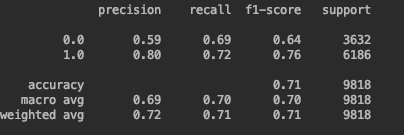 precision recall f1-score support
0.0 0.59 0.69 0.64 3632
1.0 0.80 0.72 0.76 6186
accuracy 0.71 9818
macro avg 0.69 0.70 0.70 9818
weighted avg 0.72 0.71 0.71 9818